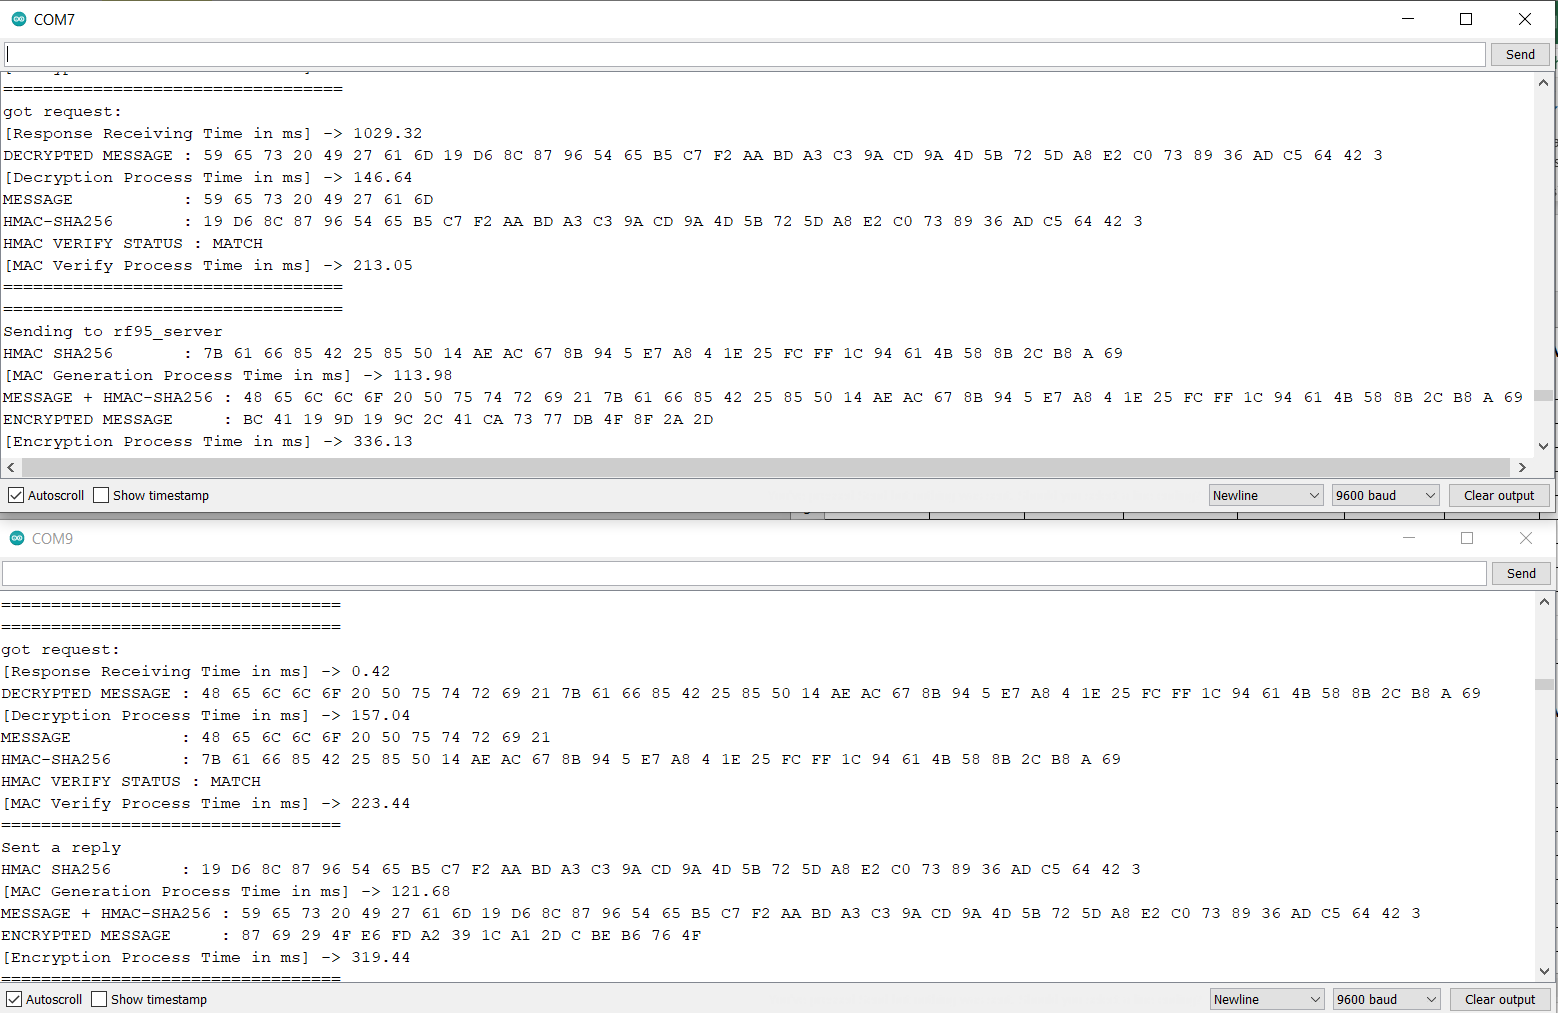 COM7
Send
==================================
got request:
[Response Receiving Time in ms] -> 1029.32
DECRYPTED MESSAGE : 59 65 73 20 49 27 61 6D 19 D6 8C 87 96 54 65 B5 C7 F2 AA BD A3 C3 9A CD 9A 4D 5B 72 5D A8 E2 C0 73 89 36 AD C5 64 42 3
[Decryption Process Time in ms] -> 146.64
MESSAGE : 59 65 73 20 49 27 61 6D
HMAC-SHA256 : 19 D6 8C 87 96 54 65 B5 C7 F2 AA BD A3 C3 9A CD 9A 4D 5B 72 5D A8 E2 C0 73 89 36 AD C5 64 42 3
HMAC VERIFY STATUS : MATCH
[MAC Verify Process Time in ms] -> 213.05
==================================
==================================
Sending to rf95_server
HMAC SHA256 : 7B 61 66 85 42 25 85 50 14 AE AC 67 8B 94 5 E7 A8 4 1E 25 FC FF 1C 94 61 4B 58 8B 2C B8 A 69
[MAC Generation Process Time in ms] -> 113.98
MESSAGE + HMAC-SHA256 : 48 65 6C 6C 6F 20 50 75 74 72 69 21 7B 61 66 85 42 25 85 50 14 AE AC 67 8B 94 5 E7 A8 4 1E 25 FC FF 1C 94 61 4B 58 8B 2C B8 A 69
ENCRYPTED MESSAGE : BC 41 19 9D 19 9C 2C 41 CA 73 77 DB 4F 8F 2A 2D
[Encryption Process Time in ms] -> 336.13
Autoscroll Show timestamp Newline 9600 baud Clear output
COM9
Send
==================================
==================================
got request:
[Response Receiving Time in ms] -> 0.42
DECRYPTED MESSAGE : 48 65 6C 6C 6F 20 50 75 74 72 69 21 7B 61 66 85 42 25 85 50 14 AE AC 67 8B 94 5 E7 A8 4 1E 25 FC FF 1C 94 61 4B 58 8B 2C B8 A 69
[Decryption Process Time in ms] -> 157.04
MESSAGE : 48 65 6C 6C 6F 20 50 75 74 72 69 21
HMAC-SHA256 : 7B 61 66 85 42 25 85 50 14 AE AC 67 8B 94 5 E7 A8 4 1E 25 FC FF 1C 94 61 4B 58 8B 2C B8 A 69
HMAC VERIFY STATUS : MATCH
[MAC Verify Process Time in ms] -> 223.44
==================================
Sent a reply
HMAC SHA256 : 19 D6 8C 87 96 54 65 B5 C7 F2 AA BD A3 C3 9A CD 9A 4D 5B 72 5D A8 E2 C0 73 89 36 AD C5 64 42 3
[MAC Generation Process Time in ms] -> 121.68
MESSAGE + HMAC-SHA256 : 59 65 73 20 49 27 61 6D 19 D6 8C 87 96 54 65 B5 C7 F2 AA BD A3 C3 9A CD 9A 4D 5B 72 5D A8 E2 C0 73 89 36 AD C5 64 42 3
ENCRYPTED MESSAGE : 87 69 29 4F E6 FD A2 39 1C A1 2D C BE B6 76 4F
[Encryption Process Time in ms] -> 319.44
==================================
Autoscroll Show timestamp Newline 9600 baud Clear output